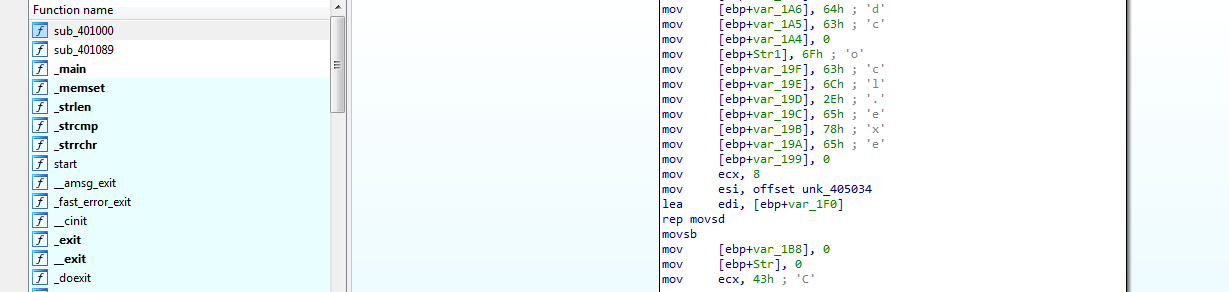 Function name
sub_401000
sub_401089
_main
_memset
_strlen
_strcmp
_strrchr
start
__amsg_exit
_fast_error_exit
__cinit
_exit
__exit
_doexit
mov [ebp+var_1A6], 64h ; 'd'
mov [ebp+var_1A5], 63h ; 'c'
mov [ebp+var_1A4], 0
mov [ebp+Str1], 6Fh ; 'o'
mov [ebp+var_19F], 63h ; 'c'
mov [ebp+var_19E], 6Ch ; 'l'
mov [ebp+var_19D], 2Eh ; '.'
mov [ebp+var_19C], 65h ; 'e'
mov [ebp+var_19B], 78h ; 'x'
mov [ebp+var_19A], 65h ; 'e'
mov [ebp+var_199], 0
mov ecx, 8
mov esi, offset unk_405034
lea edi, [ebp+var_1F0]
rep movsd
movsb
mov [ebp+var_1B8], 0
mov [ebp+Str], 0
mov ecx, 43h ; 'C'